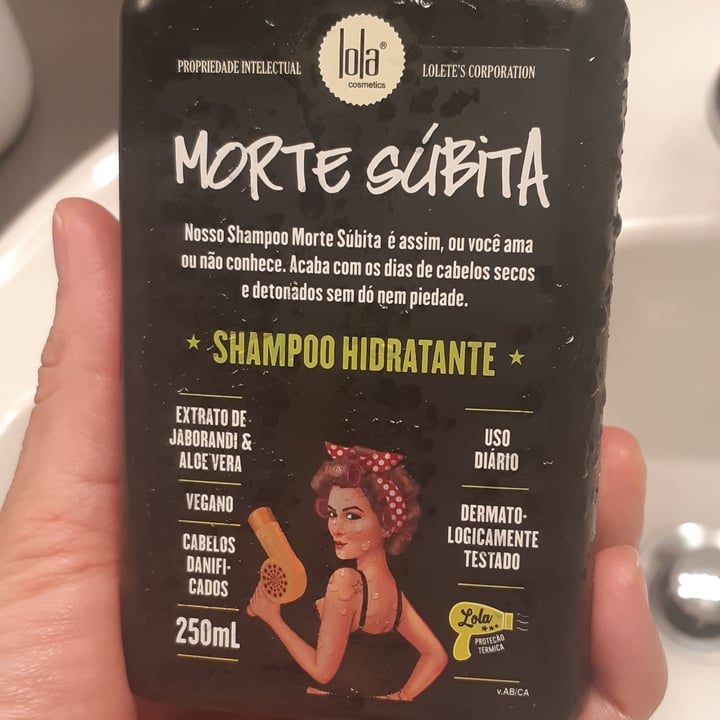 lola®
cosmetics
PROPRIEDADE INTELECTUAL
LOLETE'S CORPORATION
MORTE SÚBITA
Nosso Shampoo Morte Súbita é assim, ou você ama
ou não conhece. Acaba com os dias de cabelos secos
e detonados sem dó nem piedade.
★ SHAMPOO HIDRATANTE ★
EXTRATO DE
JABORANDI &
ALOE VERA
VEGANO
CABELOS
DANIFI-
CADOS
250mL
USO
DIÁRIO
DERMATO-
LOGICAMENTE
TESTADO
Lola
PROTEÇÃO
TÉRMICA
v.AB/CA